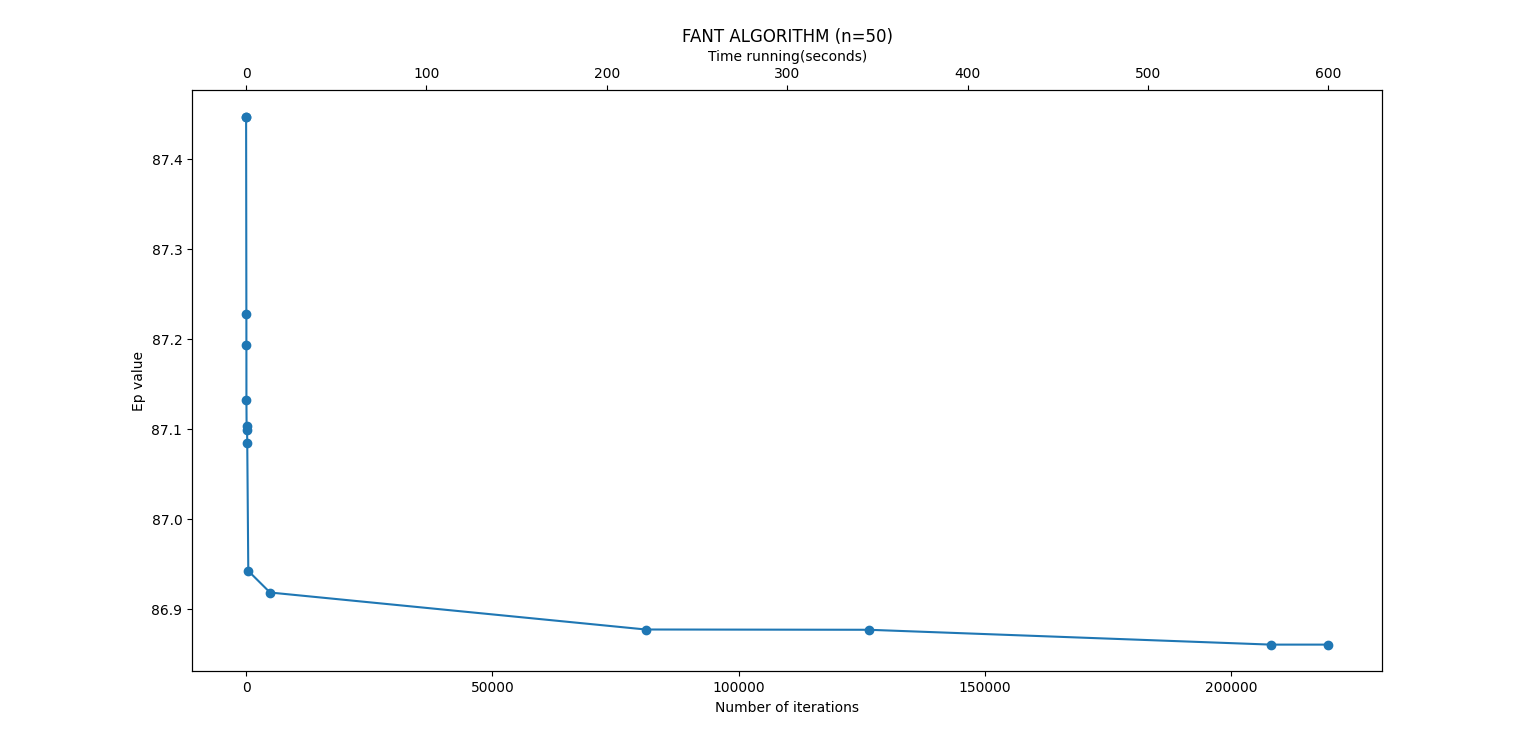 FANT ALGORITHM (n=50)
Time running(seconds)
0 100 200 300 400 500 600
87.4
87.3
87.2
87.1
87.0
86.9
Ep value
0 50000 100000 150000 200000
Number of iterations